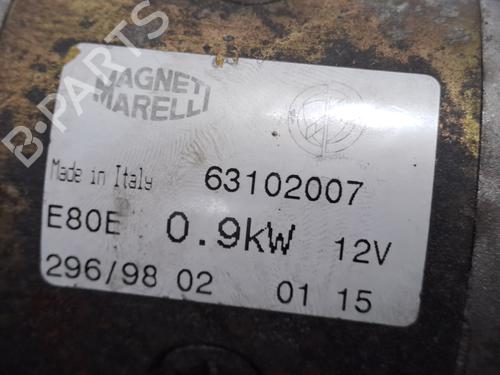 MAGNETI
MARELLI
Made in Italy 63102007
E80E 0.9kW 12V
296/98 02 01 15
B-PARTS